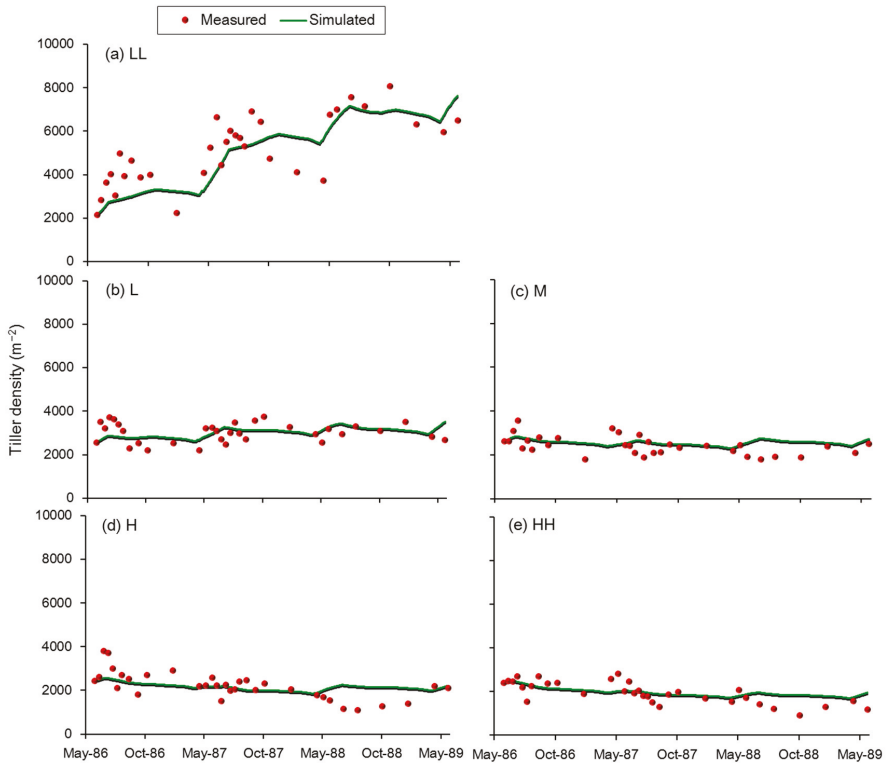 Measured Simulated
(a) LL
10000
8000
6000
4000
2000
0
Tiller density (m⁻²)
(b) L
10000
8000
6000
4000
2000
0
(c) M
(d) H
10000
8000
6000
4000
2000
0
May-86 Oct-86 May-87 Oct-87 May-88 Oct-88 May-89
(e) HH
May-86 Oct-86 May-87 Oct-87 May-88 Oct-88 May-89